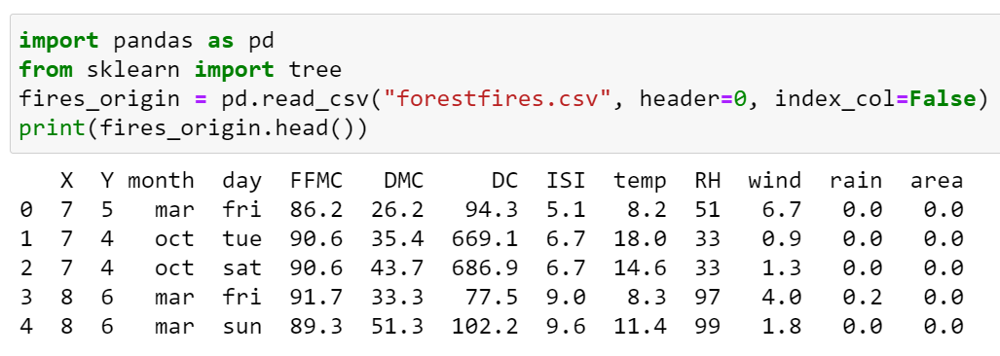 import pandas as pd
from sklearn import tree
fires_origin = pd.read_csv("forestfires.csv", header=0, index_col=False)
print(fires_origin.head())
   X  Y month  day  FFMC   DMC     DC  ISI  temp  RH  wind  rain  area
0  7  5   mar  fri  86.2  26.2   94.3  5.1   8.2  51   6.7   0.0   0.0
1  7  4   oct  tue  90.6  35.4  669.1  6.7  18.0  33   0.9   0.0   0.0
2  7  4   oct  sat  90.6  43.7  686.9  6.7  14.6  33   1.3   0.0   0.0
3  8  6   mar  fri  91.7  33.3   77.5  9.0   8.3  97   4.0   0.2   0.0
4  8  6   mar  sun  89.3  51.3  102.2  9.6  11.4  99   1.8   0.0   0.0